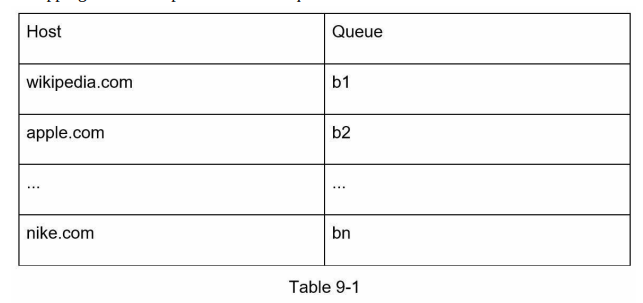 Host Queue
wikipedia.com b1
apple.com b2
... ...
nike.com bn
Table 9-1